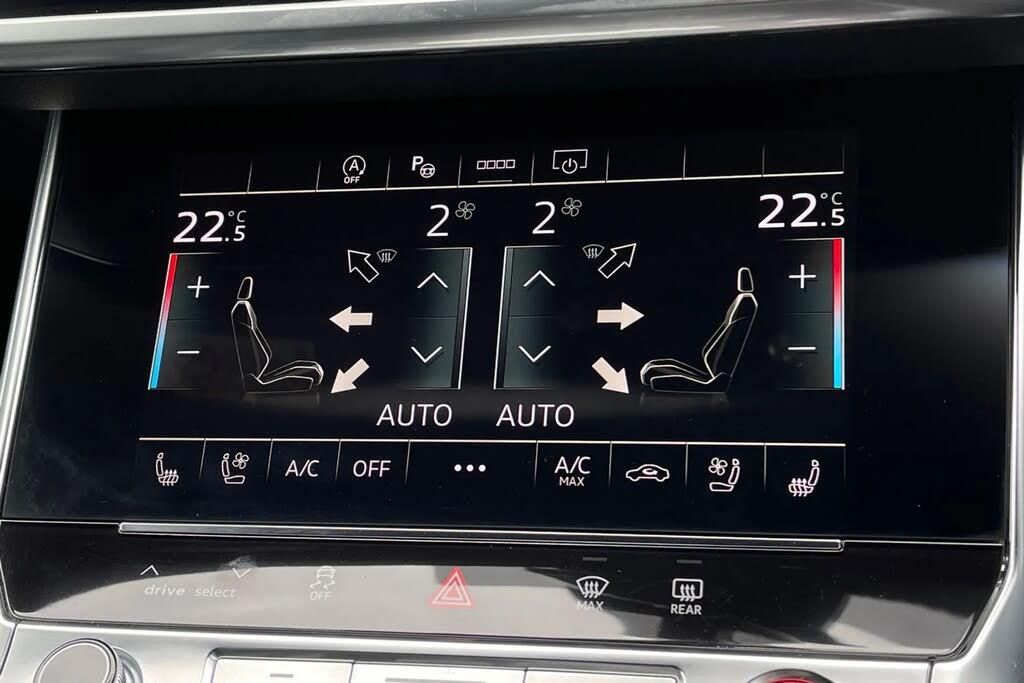 A
OFF
P
22.5°C
2
2
22.5°C
+
+
−
−
AUTO
AUTO
A/C
OFF
•••
A/C
MAX
drive select
OFF
MAX
REAR